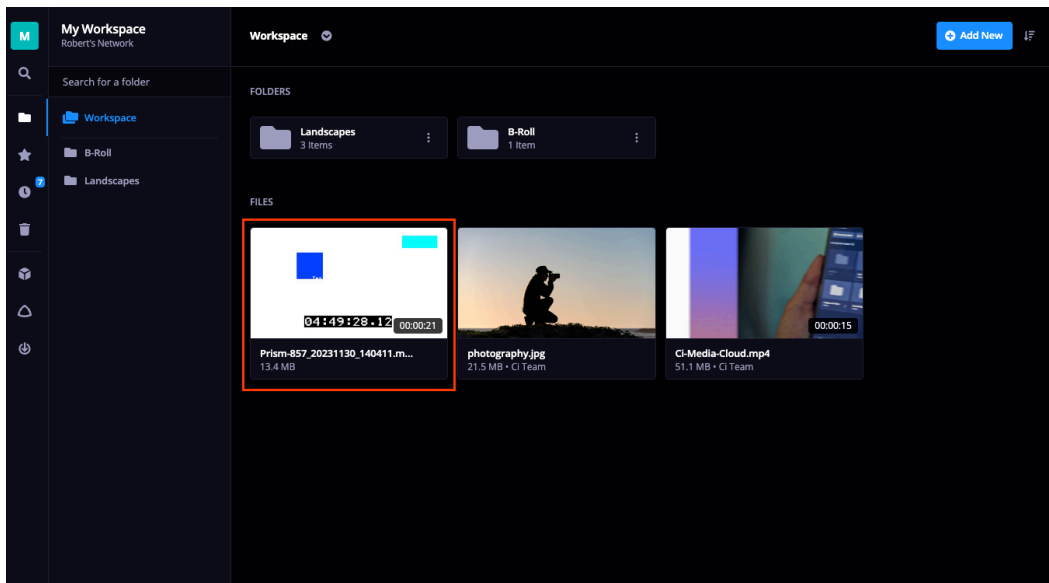 M
My Workspace
Robert's Network
Workspace
Add New
Search for a folder
FOLDERS
Workspace
Landscapes
3 Items
B-Roll
1 Item
B-Roll
Landscapes
7
FILES
04:49:28.12
00:00:21
00:00:15
Prism-857_20231130_140411.m...
13.4 MB
photography.jpg
21.5 MB • Ci Team
Ci-Media-Cloud.mp4
51.1 MB • Ci Team